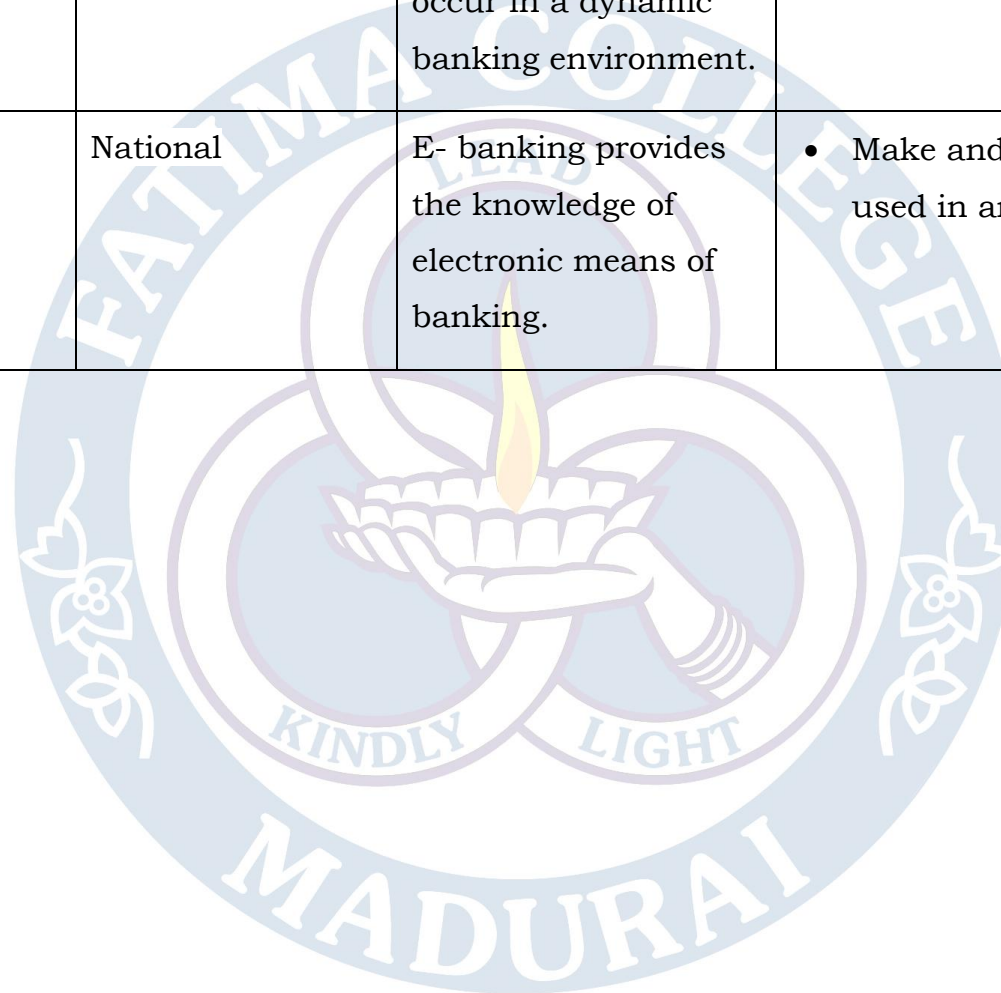 occur in a dynamic
banking environment.
National
E- banking provides
the knowledge of
electronic means of
banking.
• Make and
used in
FATIMA COLLEGE
LEAD
KINDLY LIGHT
MADURAI